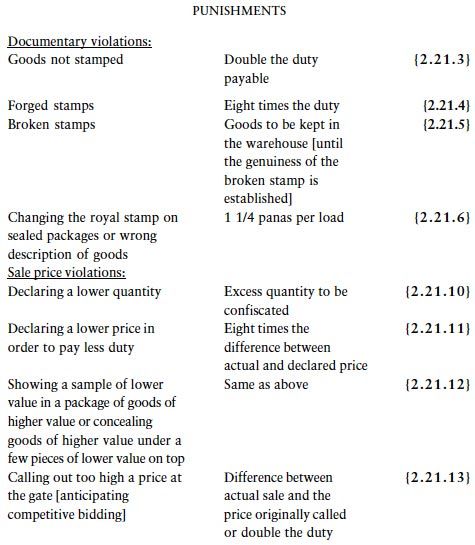 PUNISHMENTS
Documentary violations:
Goods not stamped Double the duty {2.21.3}
payable
Forged stamps Eight times the duty {2.21.4}
Broken stamps Goods to be kept in {2.21.5}
the warehouse [until
the genuiness of the
broken stamp is
established]
Changing the royal stamp on 1 1/4 panas per load {2.21.6}
sealed packages or wrong
description of goods
Sale price violations:
Declaring a lower quantity Excess quantity to be {2.21.10}
confiscated
Declaring a lower price in Eight times the {2.21.11}
order to pay less duty difference between
actual and declared price
Showing a sample of lower Same as above {2.21.12}
value in a package of goods of
higher value or concealing
goods of higher value under a
few pieces of lower value on top
Calling out too high a price at Difference between {2.21.13}
the gate [anticipating actual sale and the
competitive bidding] price originally called
or double the duty